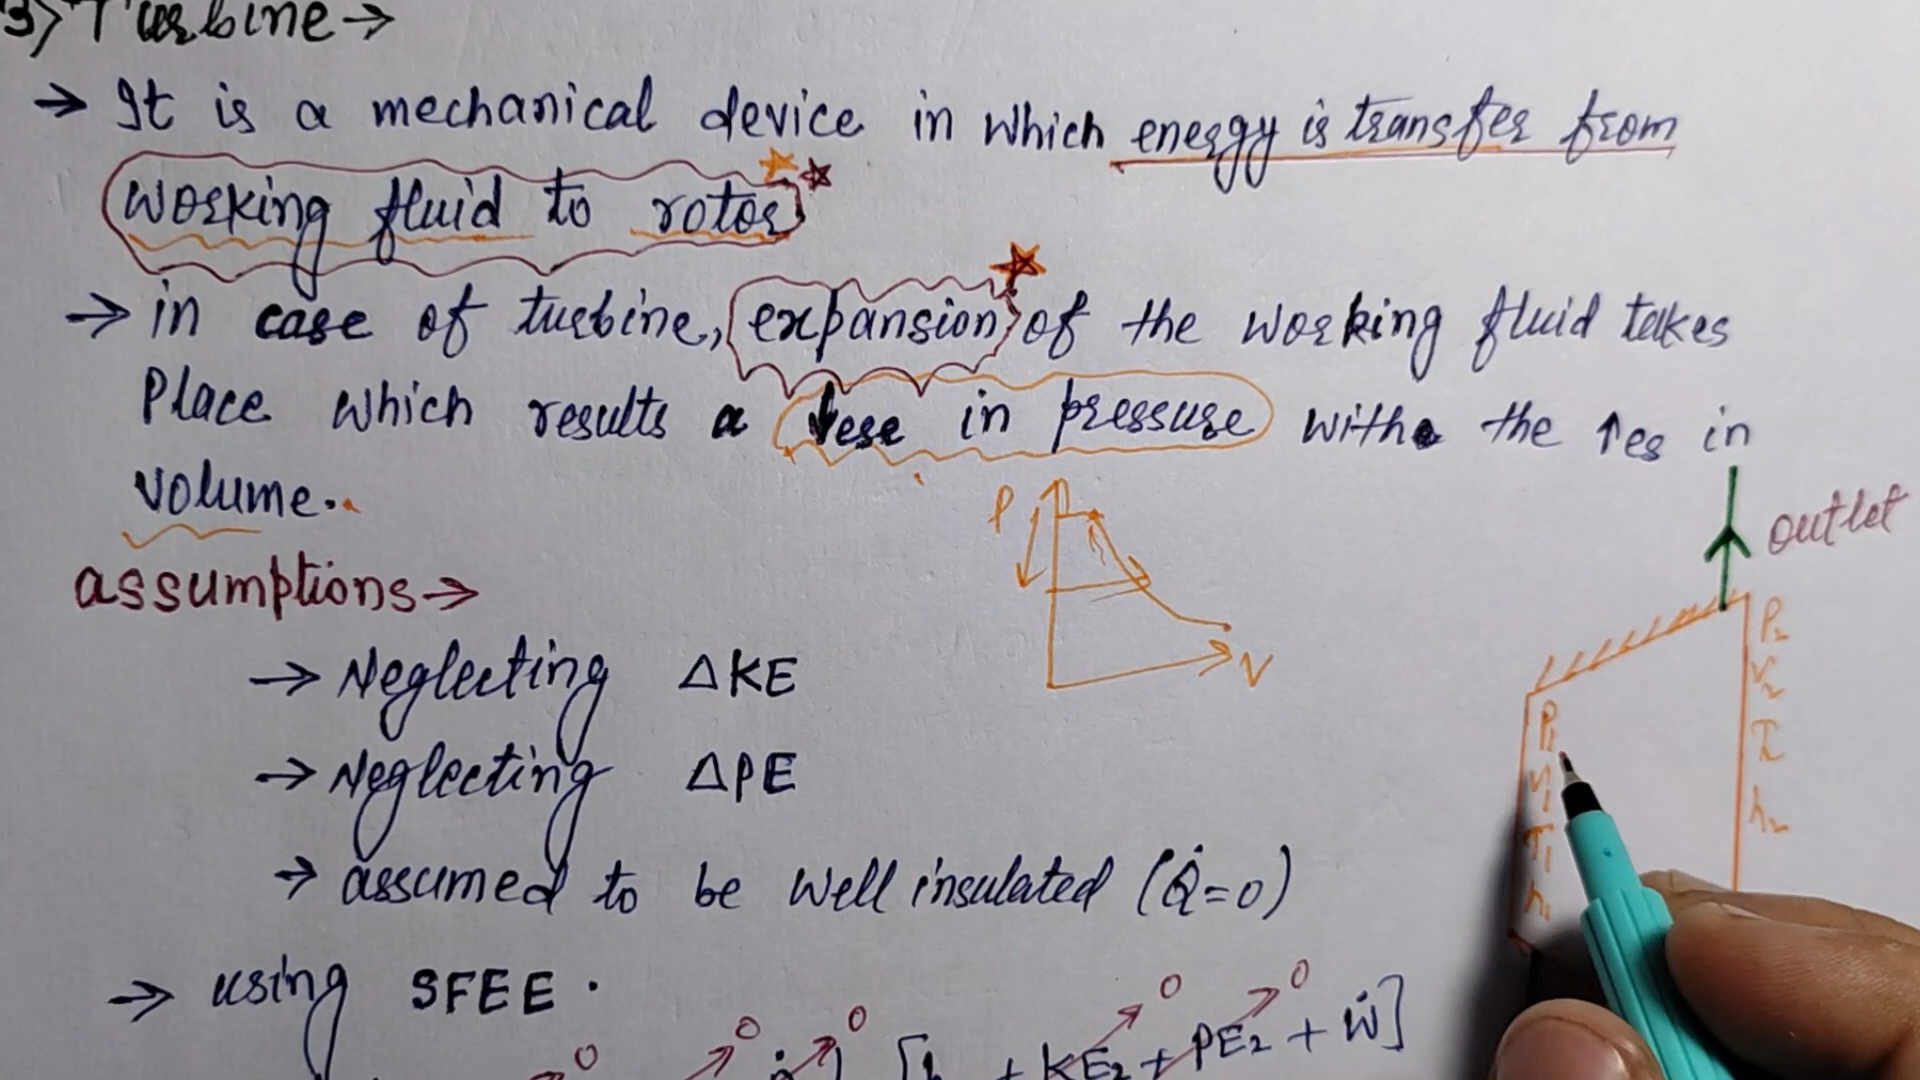 3) Turbine →
→ It is a mechanical device in which energy is transfer from
working fluid to rotor
→ in case of turbine, expansion of the working fluid takes
Place which results a ↓ese in pressure with the ↑es in
volume.
P
V
outlet
assumptions →
→ Neglecting ΔKE
→ Neglecting ΔPE
→ assumed to be well insulated (Q̇=0)
P1
V1
T1
h1
P2
V2
T2
h2
→ using SFEE .
0 0 0 0 0
+ KE2 + PE2 + Ẇ]